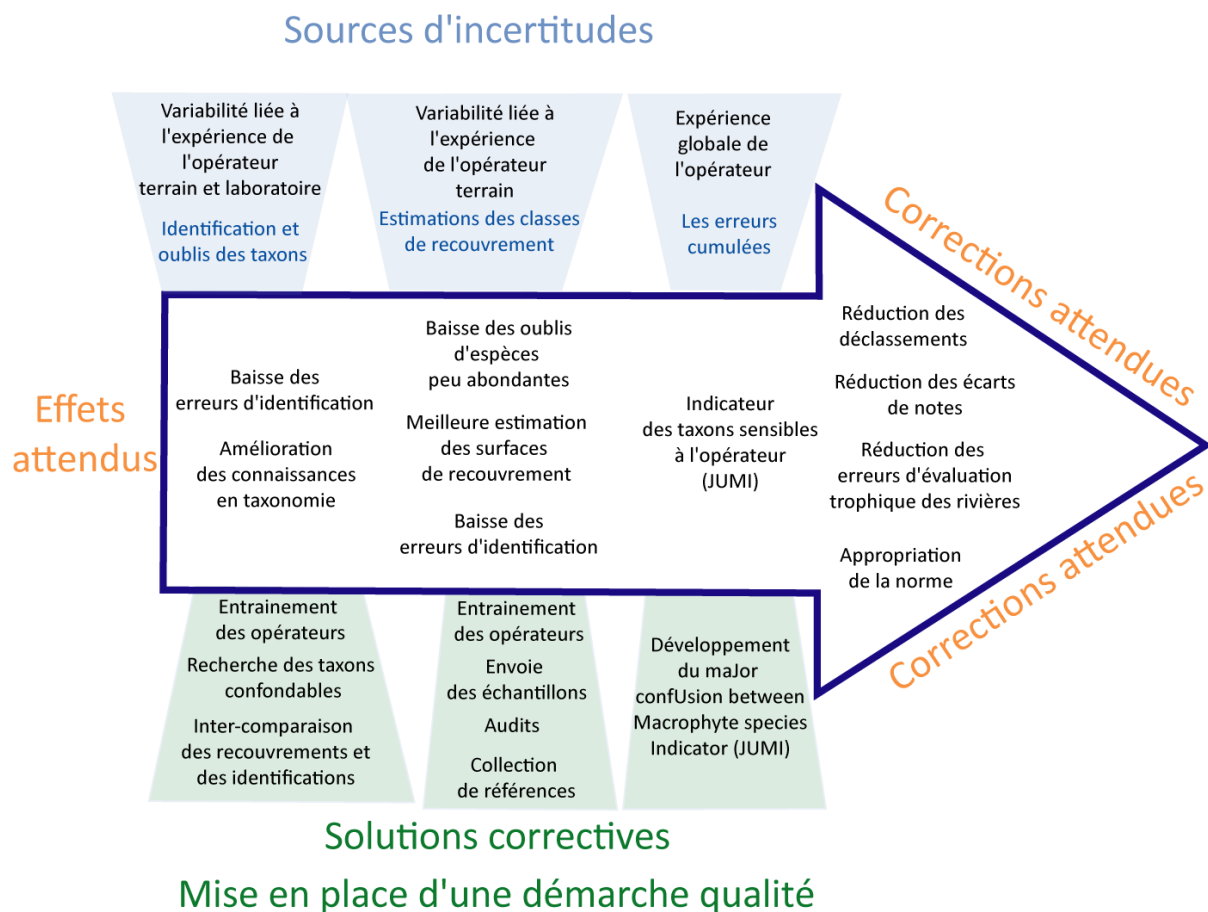 Sources d'incertitudes
Variabilité liée à
l'expérience de
l'opérateur
terrain et laboratoire
Identification et
oublis des taxons
Variabilité liée à
l'expérience
de l'opérateur
terrain
Estimations des classes
de recouvrement
Expérience
globale de
l'opérateur
Les erreurs
cumulées
Effets
attendus
Baisse des
erreurs d'identification
Amélioration
des connaissances
en taxonomie
Baisse des oublis
d'espèces
peu abondantes
Meilleure estimation
des surfaces
de recouvrement
Baisse des
erreurs d'identification
Indicateur
des taxons sensibles
à l'opérateur
(JUMI)
Réduction des
déclassements
Réduction des écarts
de notes
Réduction des
erreurs d'évaluation
trophique des rivières
Appropriation
de la norme
Corrections attendues
Corrections attendues
Entrainement
des opérateurs
Recherche des taxons
confondables
Inter-comparaison
des recouvrements et
des identifications
Entrainement
des opérateurs
Envoie
des échantillons
Audits
Collection
de références
Développement
du maJor
confUsion between
Macrophyte species
Indicator (JUMI)
Solutions correctives
Mise en place d'une démarche qualité